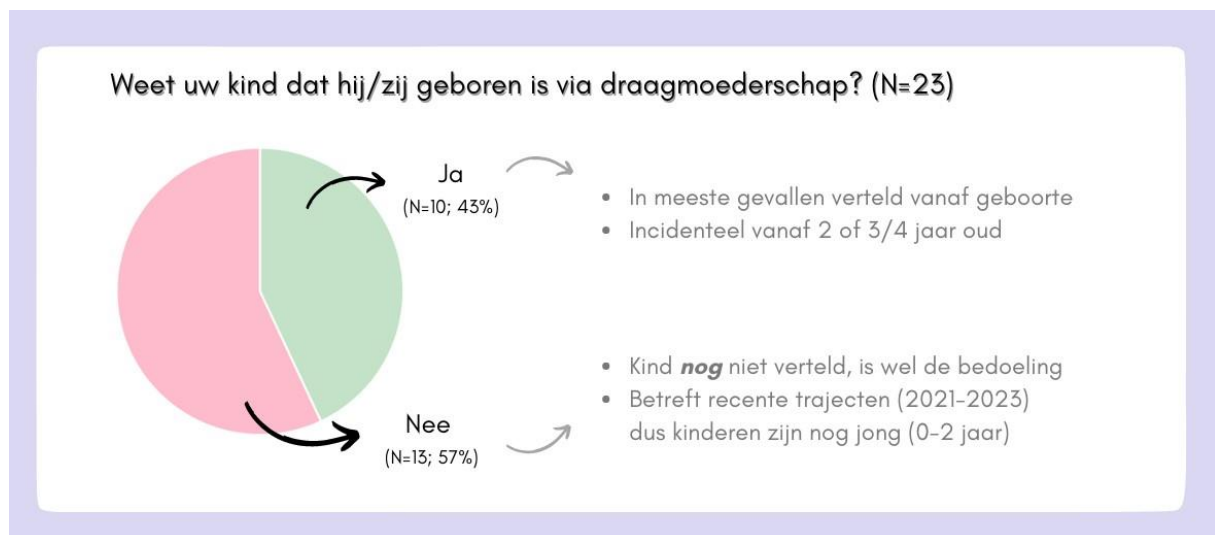 Weet uw kind dat hij/zij geboren is via draagmoederschap? (N=23)
Ja
(N=10; 43%)
• In meeste gevallen verteld vanaf geboorte
• Incidenteel vanaf 2 of 3/4 jaar oud
Nee
(N=13; 57%)
• Kind nog niet verteld, is wel de bedoeling
• Betreft recente trajecten (2021-2023)
dus kinderen zijn nog jong (0-2 jaar)